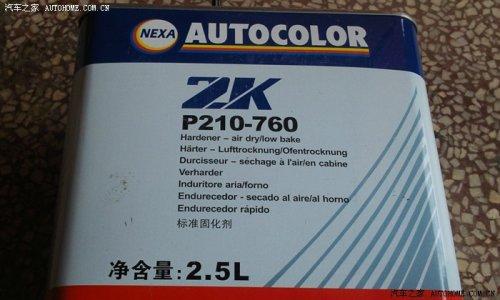 汽车之家 AUTOHOME.COM.CN
NEXA AUTOCOLOR
2K
P210-760
Hardener – air dry/low bake
Härter – Lufttrocknung/Ofentrocknung
Durcisseur – séchage à l'air/en cabine
Verharder
Induritore aria/forno
Endurecedor - secado al aire/al horno
Endurecedor rápido
标准固化剂
净含量: 2.5L
汽车之家 AUTOHOME.COM.CN